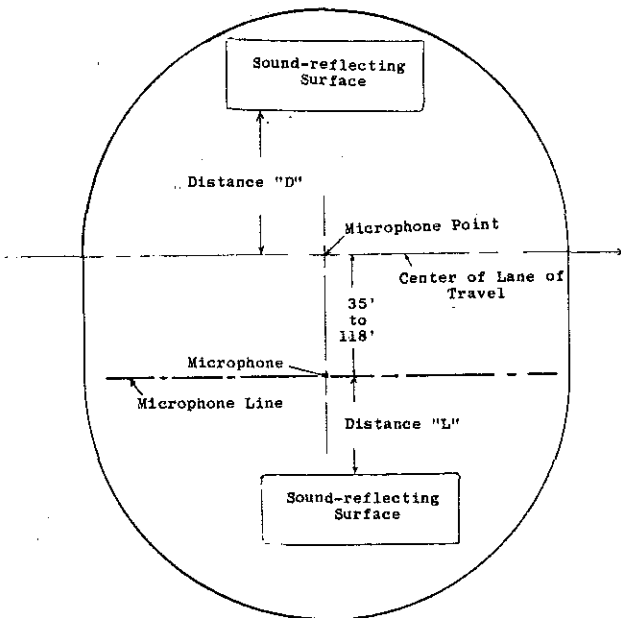 Sound-reflecting
Surface
Distance "D"
Microphone Point
Center of Lane of
Travel
35'
to
118'
Microphone
Microphone Line
Distance "L"
Sound-reflecting
Surface